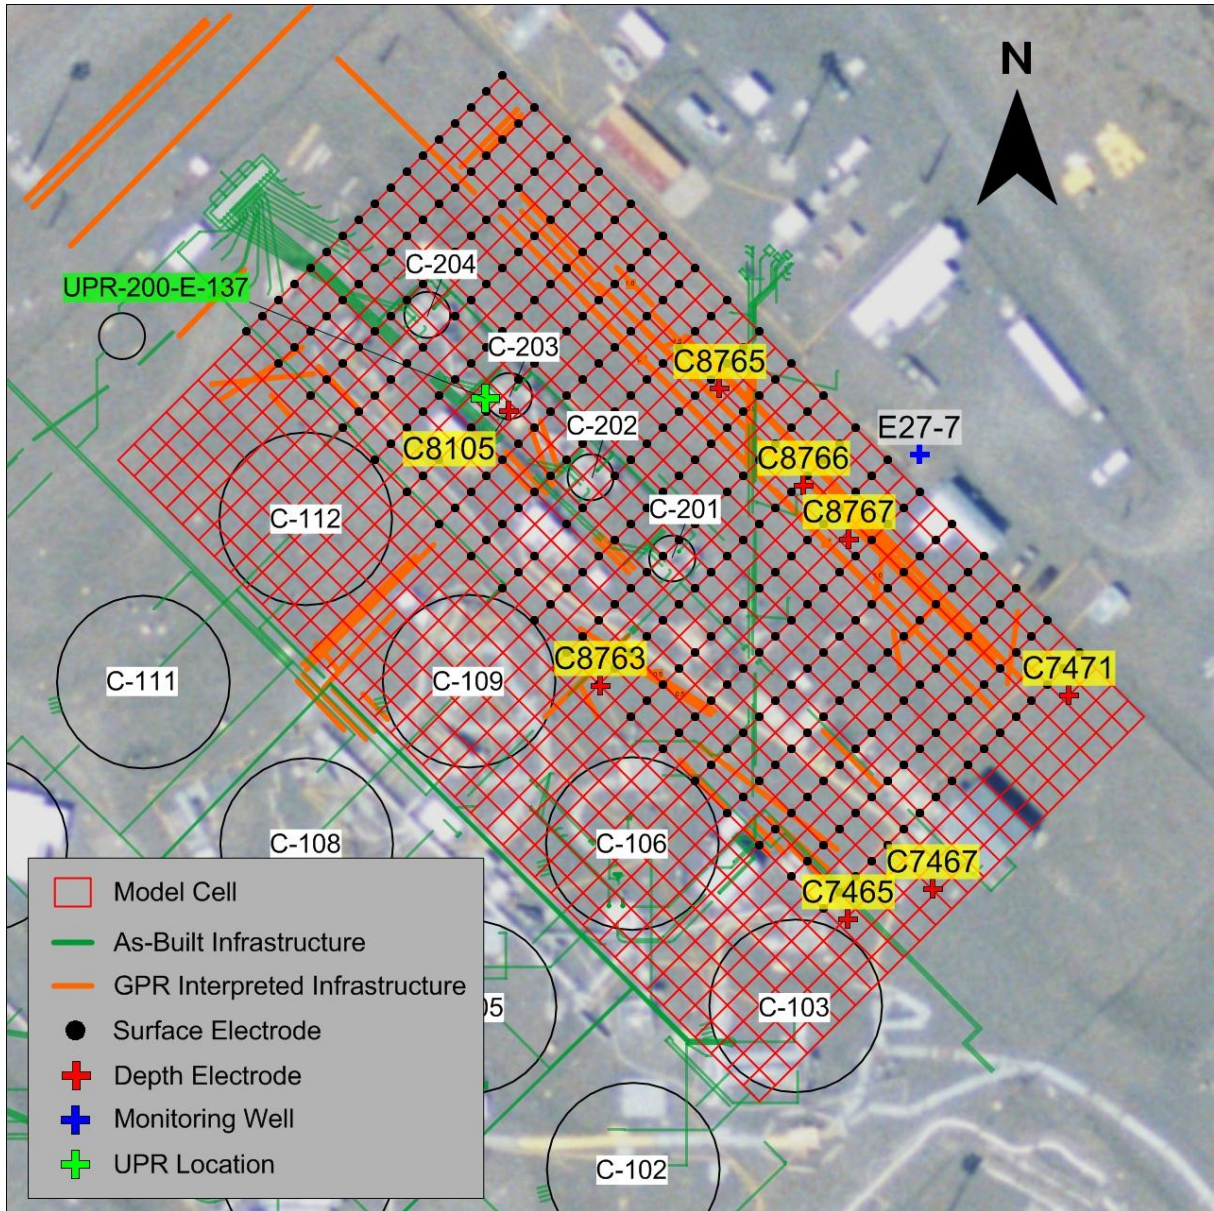 N
C-204
UPR-200-E-137
C-203
C8765
C-202
E27-7
C8105
C8766
C-201
C8767
C-112
C8763
C7471
C-111
C-109
C-108
C-106
C7467
C7465
05
C-103
C-102
Model Cell
As-Built Infrastructure
GPR Interpreted Infrastructure
Surface Electrode
Depth Electrode
Monitoring Well
UPR Location